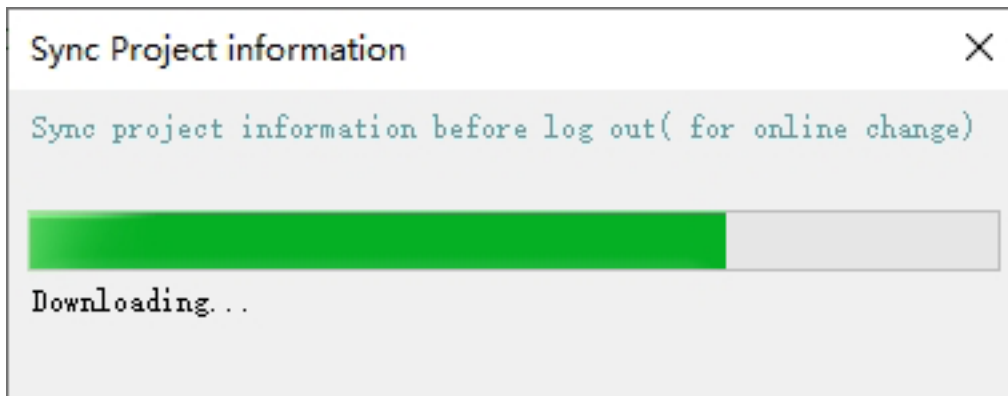 Sync Project information
Sync project information before log out( for online change)
Downloading...